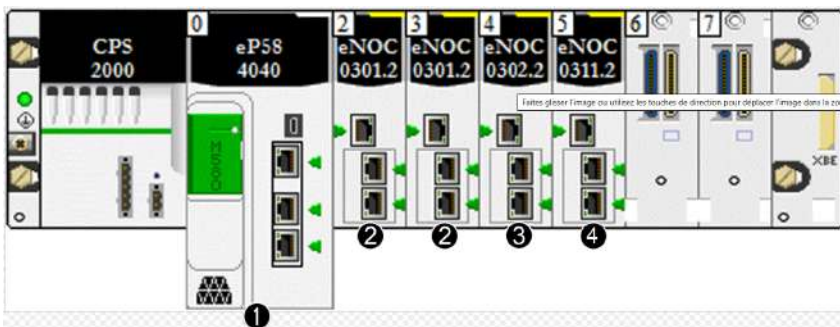 CPS
2000
0
eP58
4040
2
eNOC
0301.2
3
eNOC
0301.2
4
eNOC
0302.2
5
eNOC
0311.2
6
7
Faites glisser l'image ou utilisez les touches de direction pour déplacer l'image dans la zo
M580
XBE
2
2
3
4
1